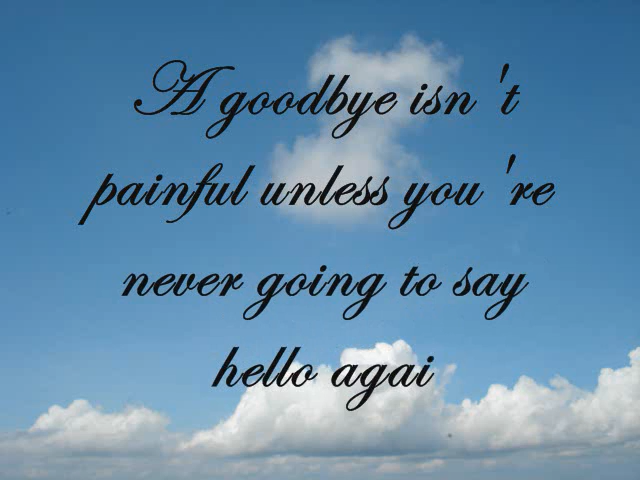 A goodbye isn 't
painful unless you 're
never going to say
hello agai